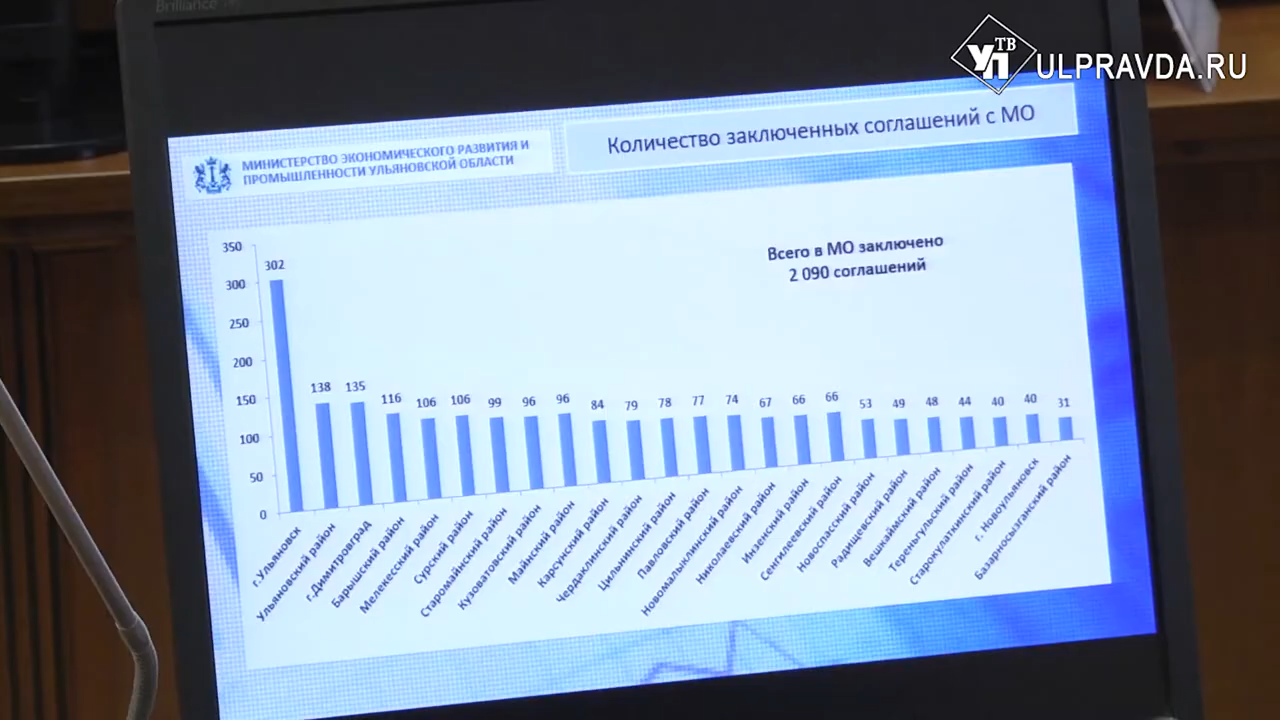 Brilliance
ТВ
УП
ULPRAVDA.RU
МИНИСТЕРСТВО ЭКОНОМИЧЕСКОГО РАЗВИТИЯ И
ПРОМЫШЛЕННОСТИ УЛЬЯНОВСКОЙ ОБЛАСТИ
Количество заключенных соглашений с МО
Всего в МО заключено
2 090 соглашений
350
300
250
200
150
100
50
0
302
138
135
116
106
106
99
96
96
84
79
78
77
74
67
66
66
53
49
48
44
40
40
31
г.Ульяновск
Ульяновский район
г.Димитровград
Барышский район
Мелекесский район
Сурский район
Старомайнский район
Кузоватовский район
Майнский район
Карсунский район
Чердаклинский район
Цильнинский район
Павловский район
Новомалыклинский район
Николаевский район
Инзенский район
Сенгилеевский район
Новоспасский район
Радищевский район
Вешкаймский район
Тереньгульский район
Старокулаткинский район
г. Новоульяновск
Базарносызганский район